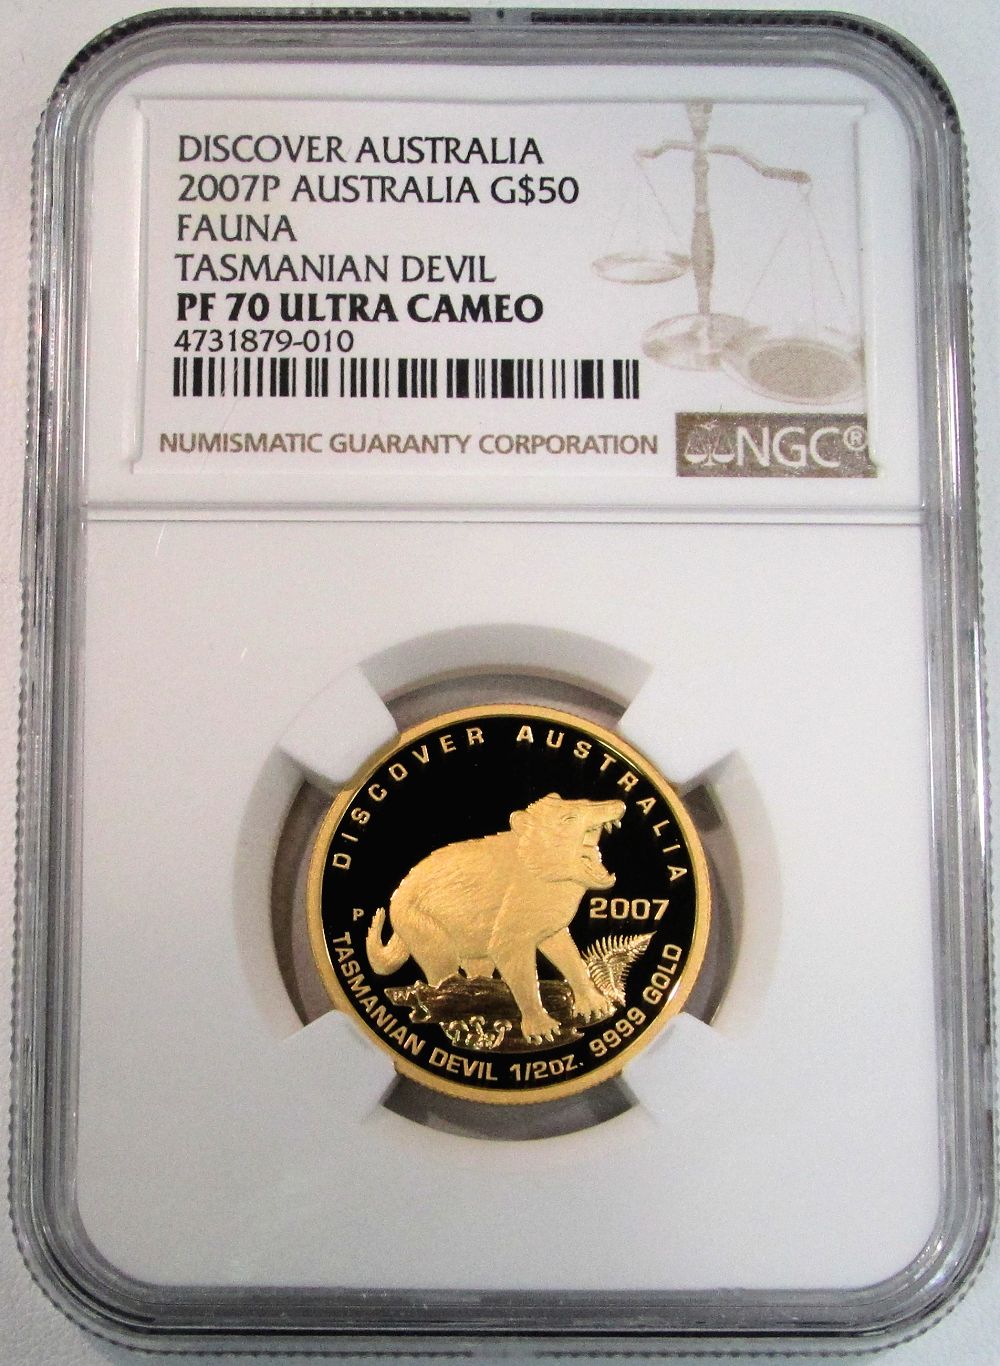 DISCOVER AUSTRALIA
2007P AUSTRALIA G$50
FAUNA
TASMANIAN DEVIL
PF 70 ULTRA CAMEO
4731879-010
NUMISMATIC GUARANTY CORPORATION
NGC®
DISCOVER AUSTRALIA
2007
P
TASMANIAN DEVIL 1/2OZ. 9999 GOLD